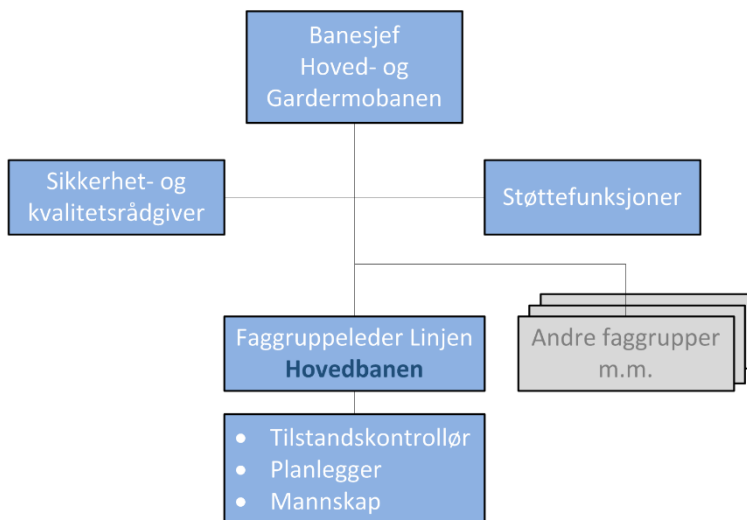 Banesjef
Hoved- og
Gardermobanen
Sikkerhet- og
kvalitetsrådgiver
Støttefunksjoner
Faggruppeleder Linjen
Hovedbanen
Andre faggrupper
m.m.
• Tilstandskontrollør
• Planlegger
• Mannskap